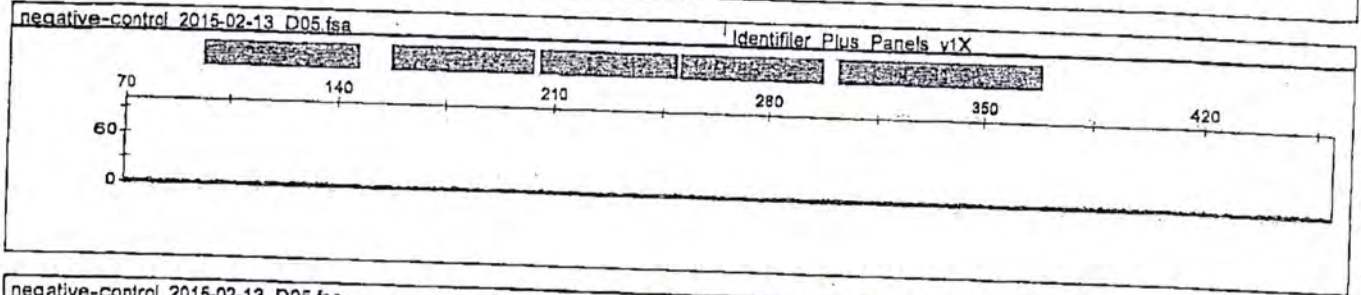 negative-control 2015-02-13 D05.fsa Identifiler Plus Panels v1X
70 140 210 280 350 420
60
0
negative-control 2015-02-13 D05.fsa